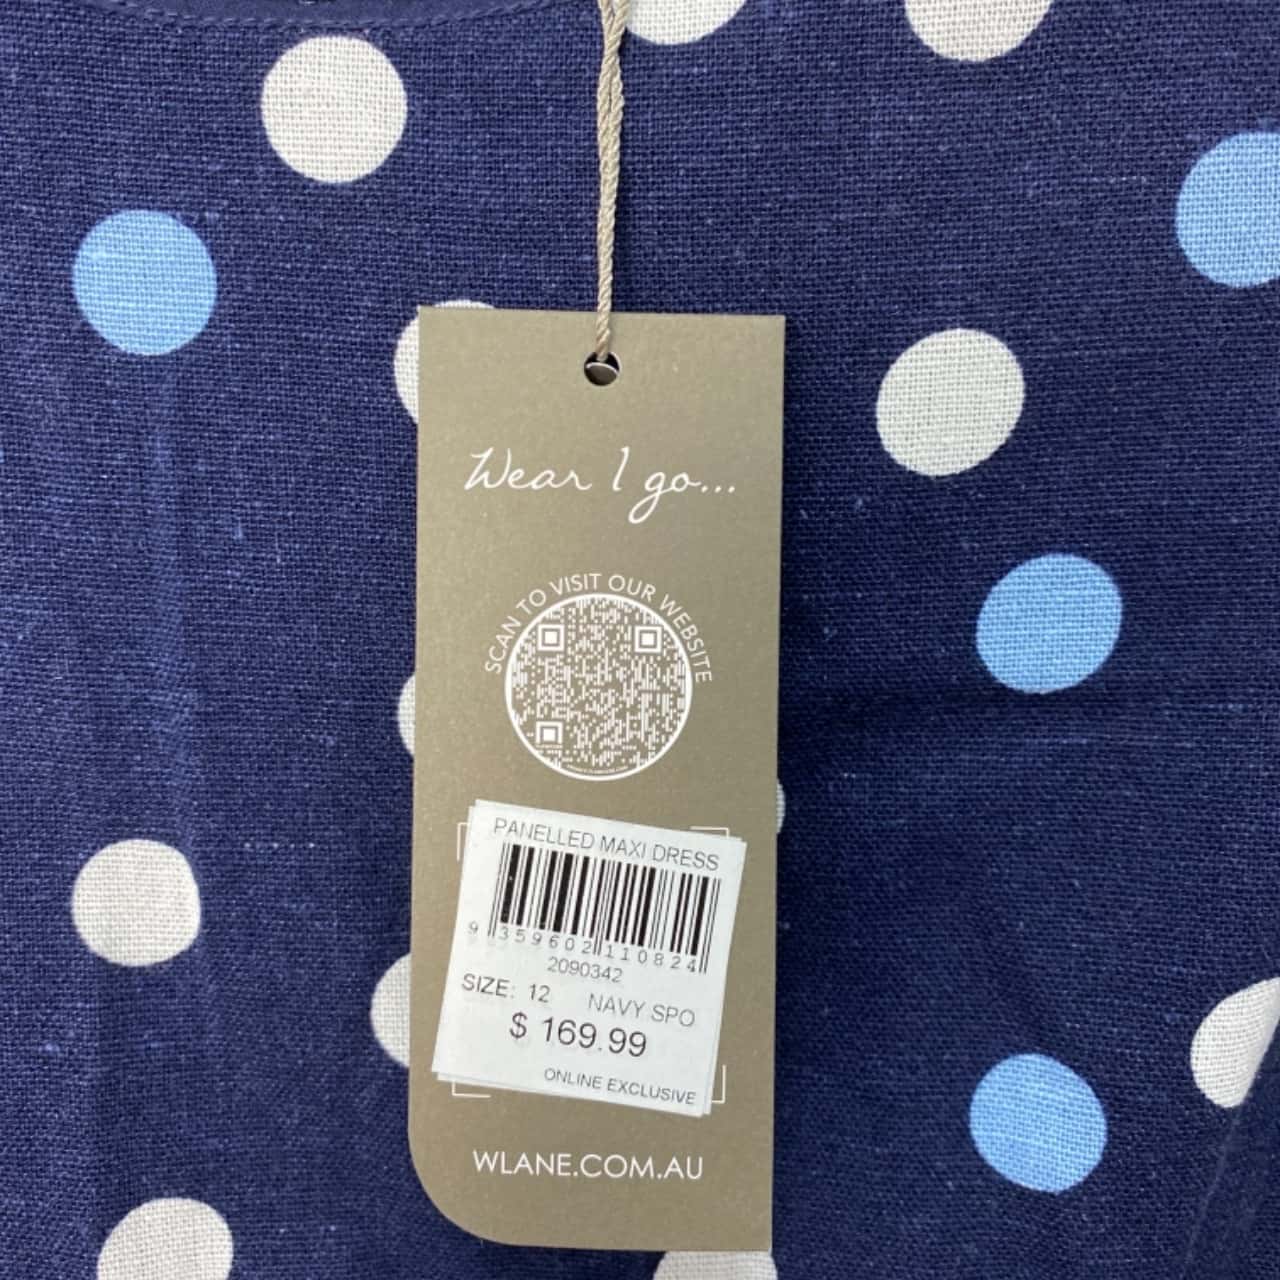 Wear I go...
SCAN TO VISIT OUR WEBSITE
PANELLED MAXI DRESS
9 359602 110824
2090342
SIZE: 12 NAVY SPO
$ 169.99
ONLINE EXCLUSIVE
WLANE.COM.AU